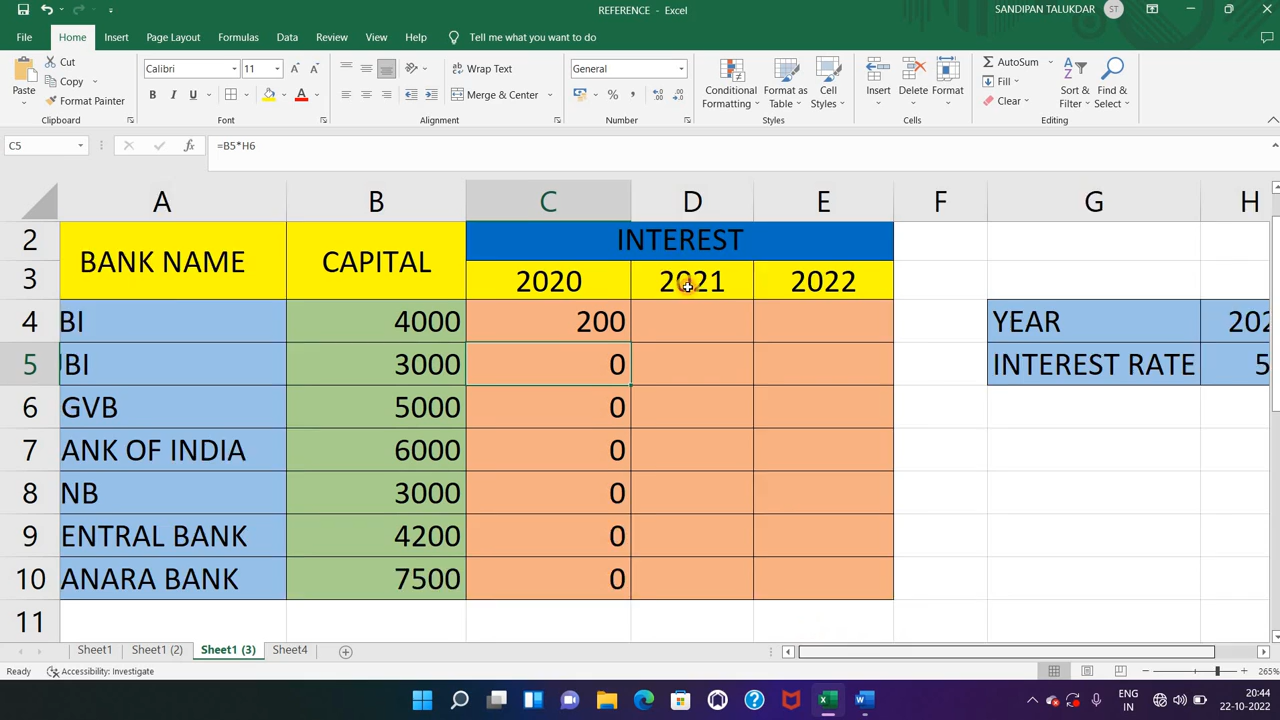 REFERENCE - Excel
SANDIPAN TALUKDAR ST
File Home Insert Page Layout Formulas Data Review View Help Tell me what you want to do
Paste Cut Copy Format Painter Clipboard
Calibri 11 B I U A Font
Wrap Text Merge & Center Alignment
General % , Number
Conditional Formatting Format as Table Cell Styles Styles
Insert Delete Format Cells
AutoSum Fill Clear Sort & Filter Find & Select Editing
C5 fx =B5*H6
A B C D E F G H
2 BANK NAME CAPITAL INTEREST
3 2020 2021 2022
4 BI 4000 200 YEAR 202
5 BI 3000 0 INTEREST RATE 5
6 GVB 5000 0
7 ANK OF INDIA 6000 0
8 NB 3000 0
9 ENTRAL BANK 4200 0
10 ANARA BANK 7500 0
11
Sheet1 Sheet1 (2) Sheet1 (3) Sheet4
Ready Accessibility: Investigate 265%
ENG 20:44
IN 22-10-2022